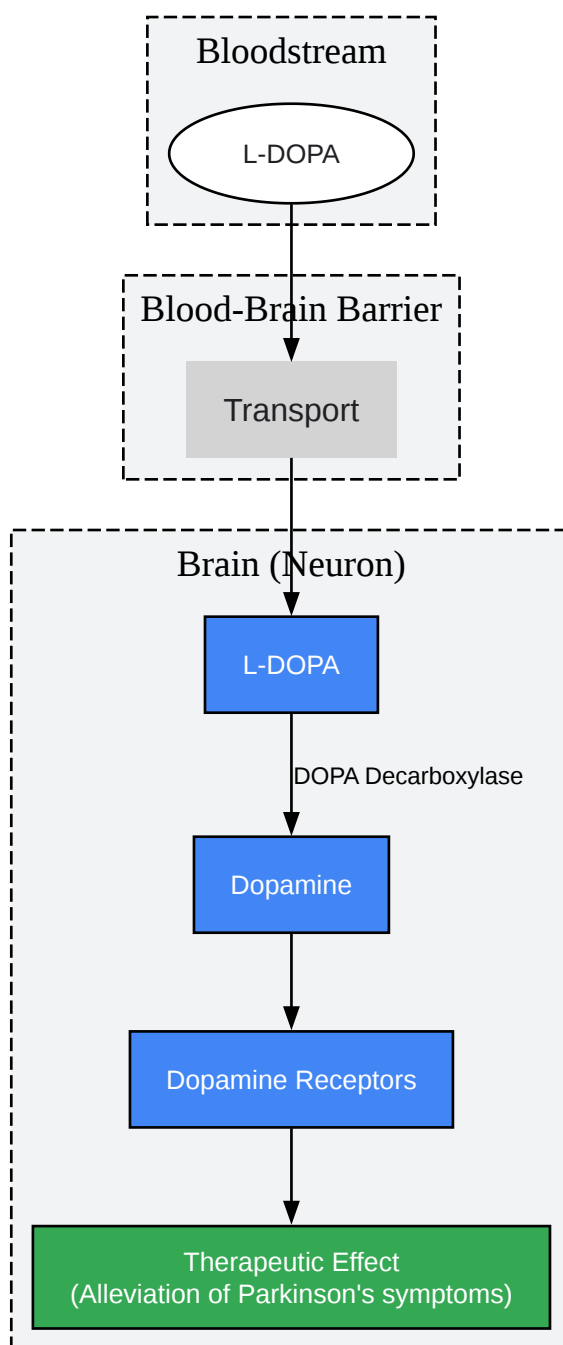 Bloodstream
L-DOPA
Blood-Brain Barrier
Transport
Brain (Neuron)
L-DOPA
DOPA Decarboxylase
Dopamine
Dopamine Receptors
Therapeutic Effect
(Alleviation of Parkinson's symptoms)